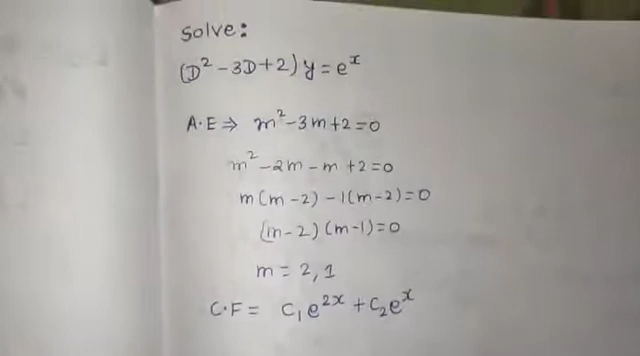 Solve:
(D² - 3D + 2) y = eˣ
A.E ⇒ m² - 3m + 2 = 0
m² - 2m - m + 2 = 0
m(m - 2) - 1(m - 2) = 0
(m - 2) (m - 1) = 0
m = 2, 1
C.F = C₁e²ˣ + C₂eˣ